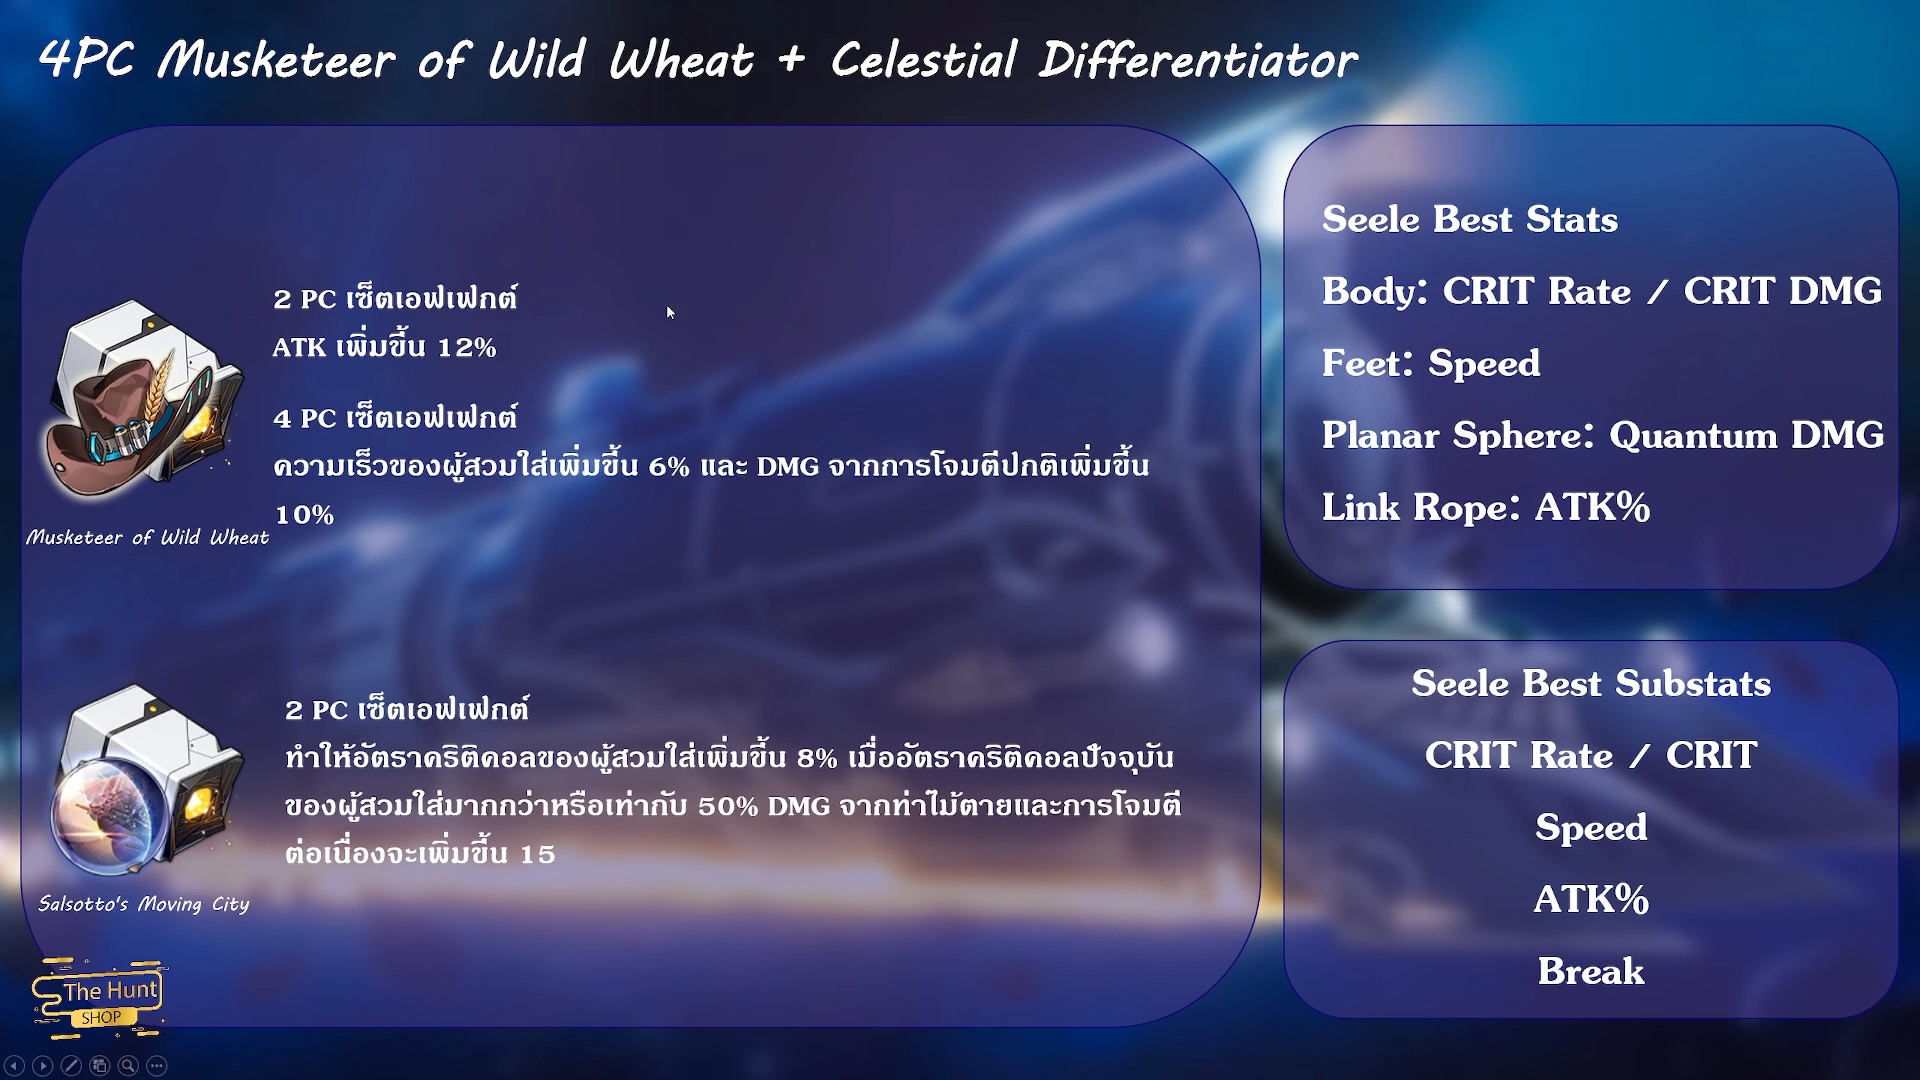 4PC Musketeer of Wild Wheat + Celestial Differentiator
2 PC เซ็ตเอฟเฟกต์
ATK เพิ่มขึ้น 12%
4 PC เซ็ตเอฟเฟกต์
ความเร็วของผู้สวมใส่เพิ่มขึ้น 6% และ DMG จากการโจมตีปกติเพิ่มขึ้น
10%
Musketeer of Wild Wheat
2 PC เซ็ตเอฟเฟกต์
ทำให้อัตราคริติคอลของผู้สวมใส่เพิ่มขึ้น 8% เมื่ออัตราคริติคอลปัจจุบัน
ของผู้สวมใส่มากกว่าหรือเท่ากับ 50% DMG จากท่าไม้ตายและการโจมตี
ต่อเนื่องจะเพิ่มขึ้น 15
Salsotto's Moving City
The Hunt
SHOP
Seele Best Stats
Body: CRIT Rate / CRIT DMG
Feet: Speed
Planar Sphere: Quantum DMG
Link Rope: ATK%
Seele Best Substats
CRIT Rate / CRIT
Speed
ATK%
Break